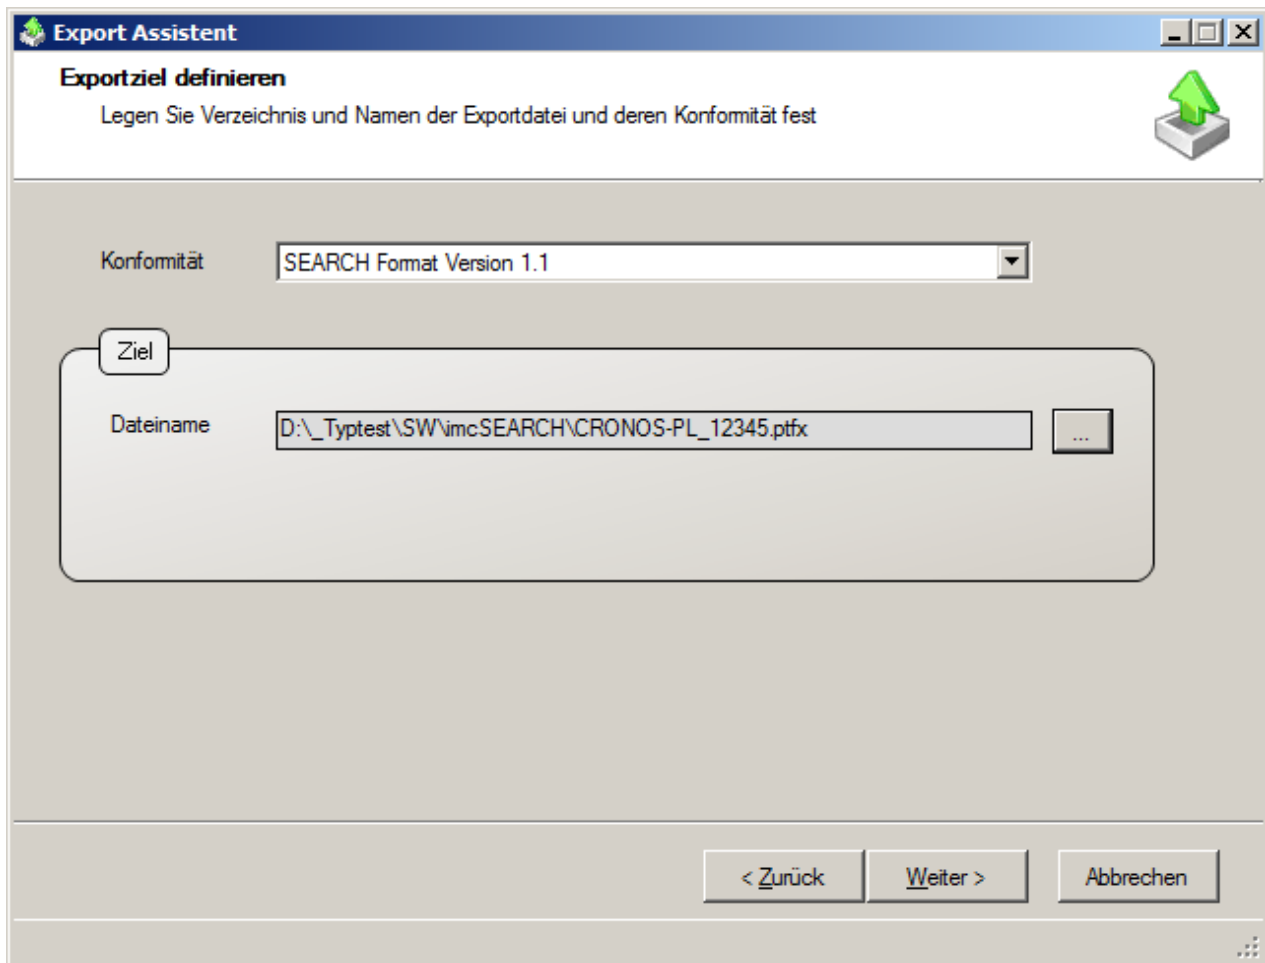 Export Assistent
Exportziel definieren
Legen Sie Verzeichnis und Namen der Exportdatei und deren Konformität fest
Konformität SEARCH Format Version 1.1
Ziel
Dateiname D:\_Typtest\SW\imcSEARCH\CRONOS-PL_12345.ptfx ...
< Zurück Weiter > Abbrechen